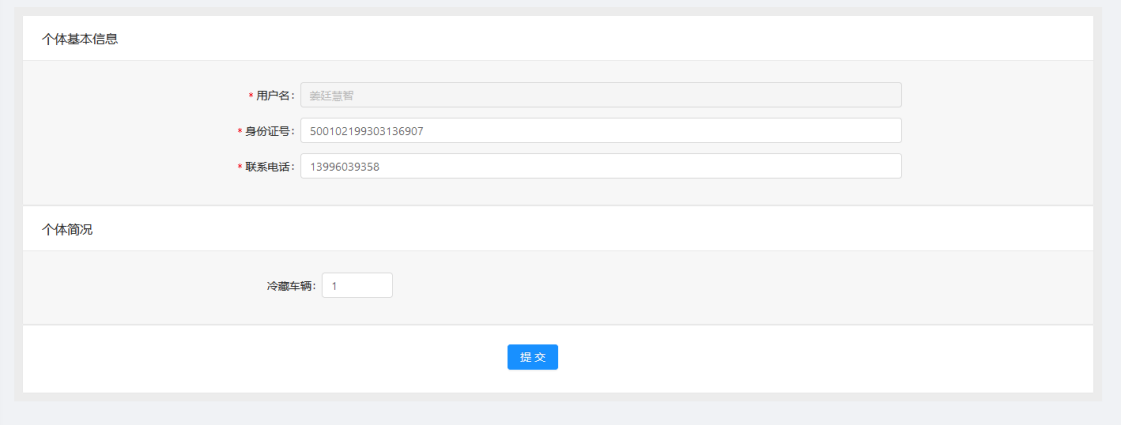 个体基本信息
* 用户名： 姜廷慧智
* 身份证号： 500102199303136907
* 联系电话： 13996039358
个体简况
冷藏车辆： 1
提 交